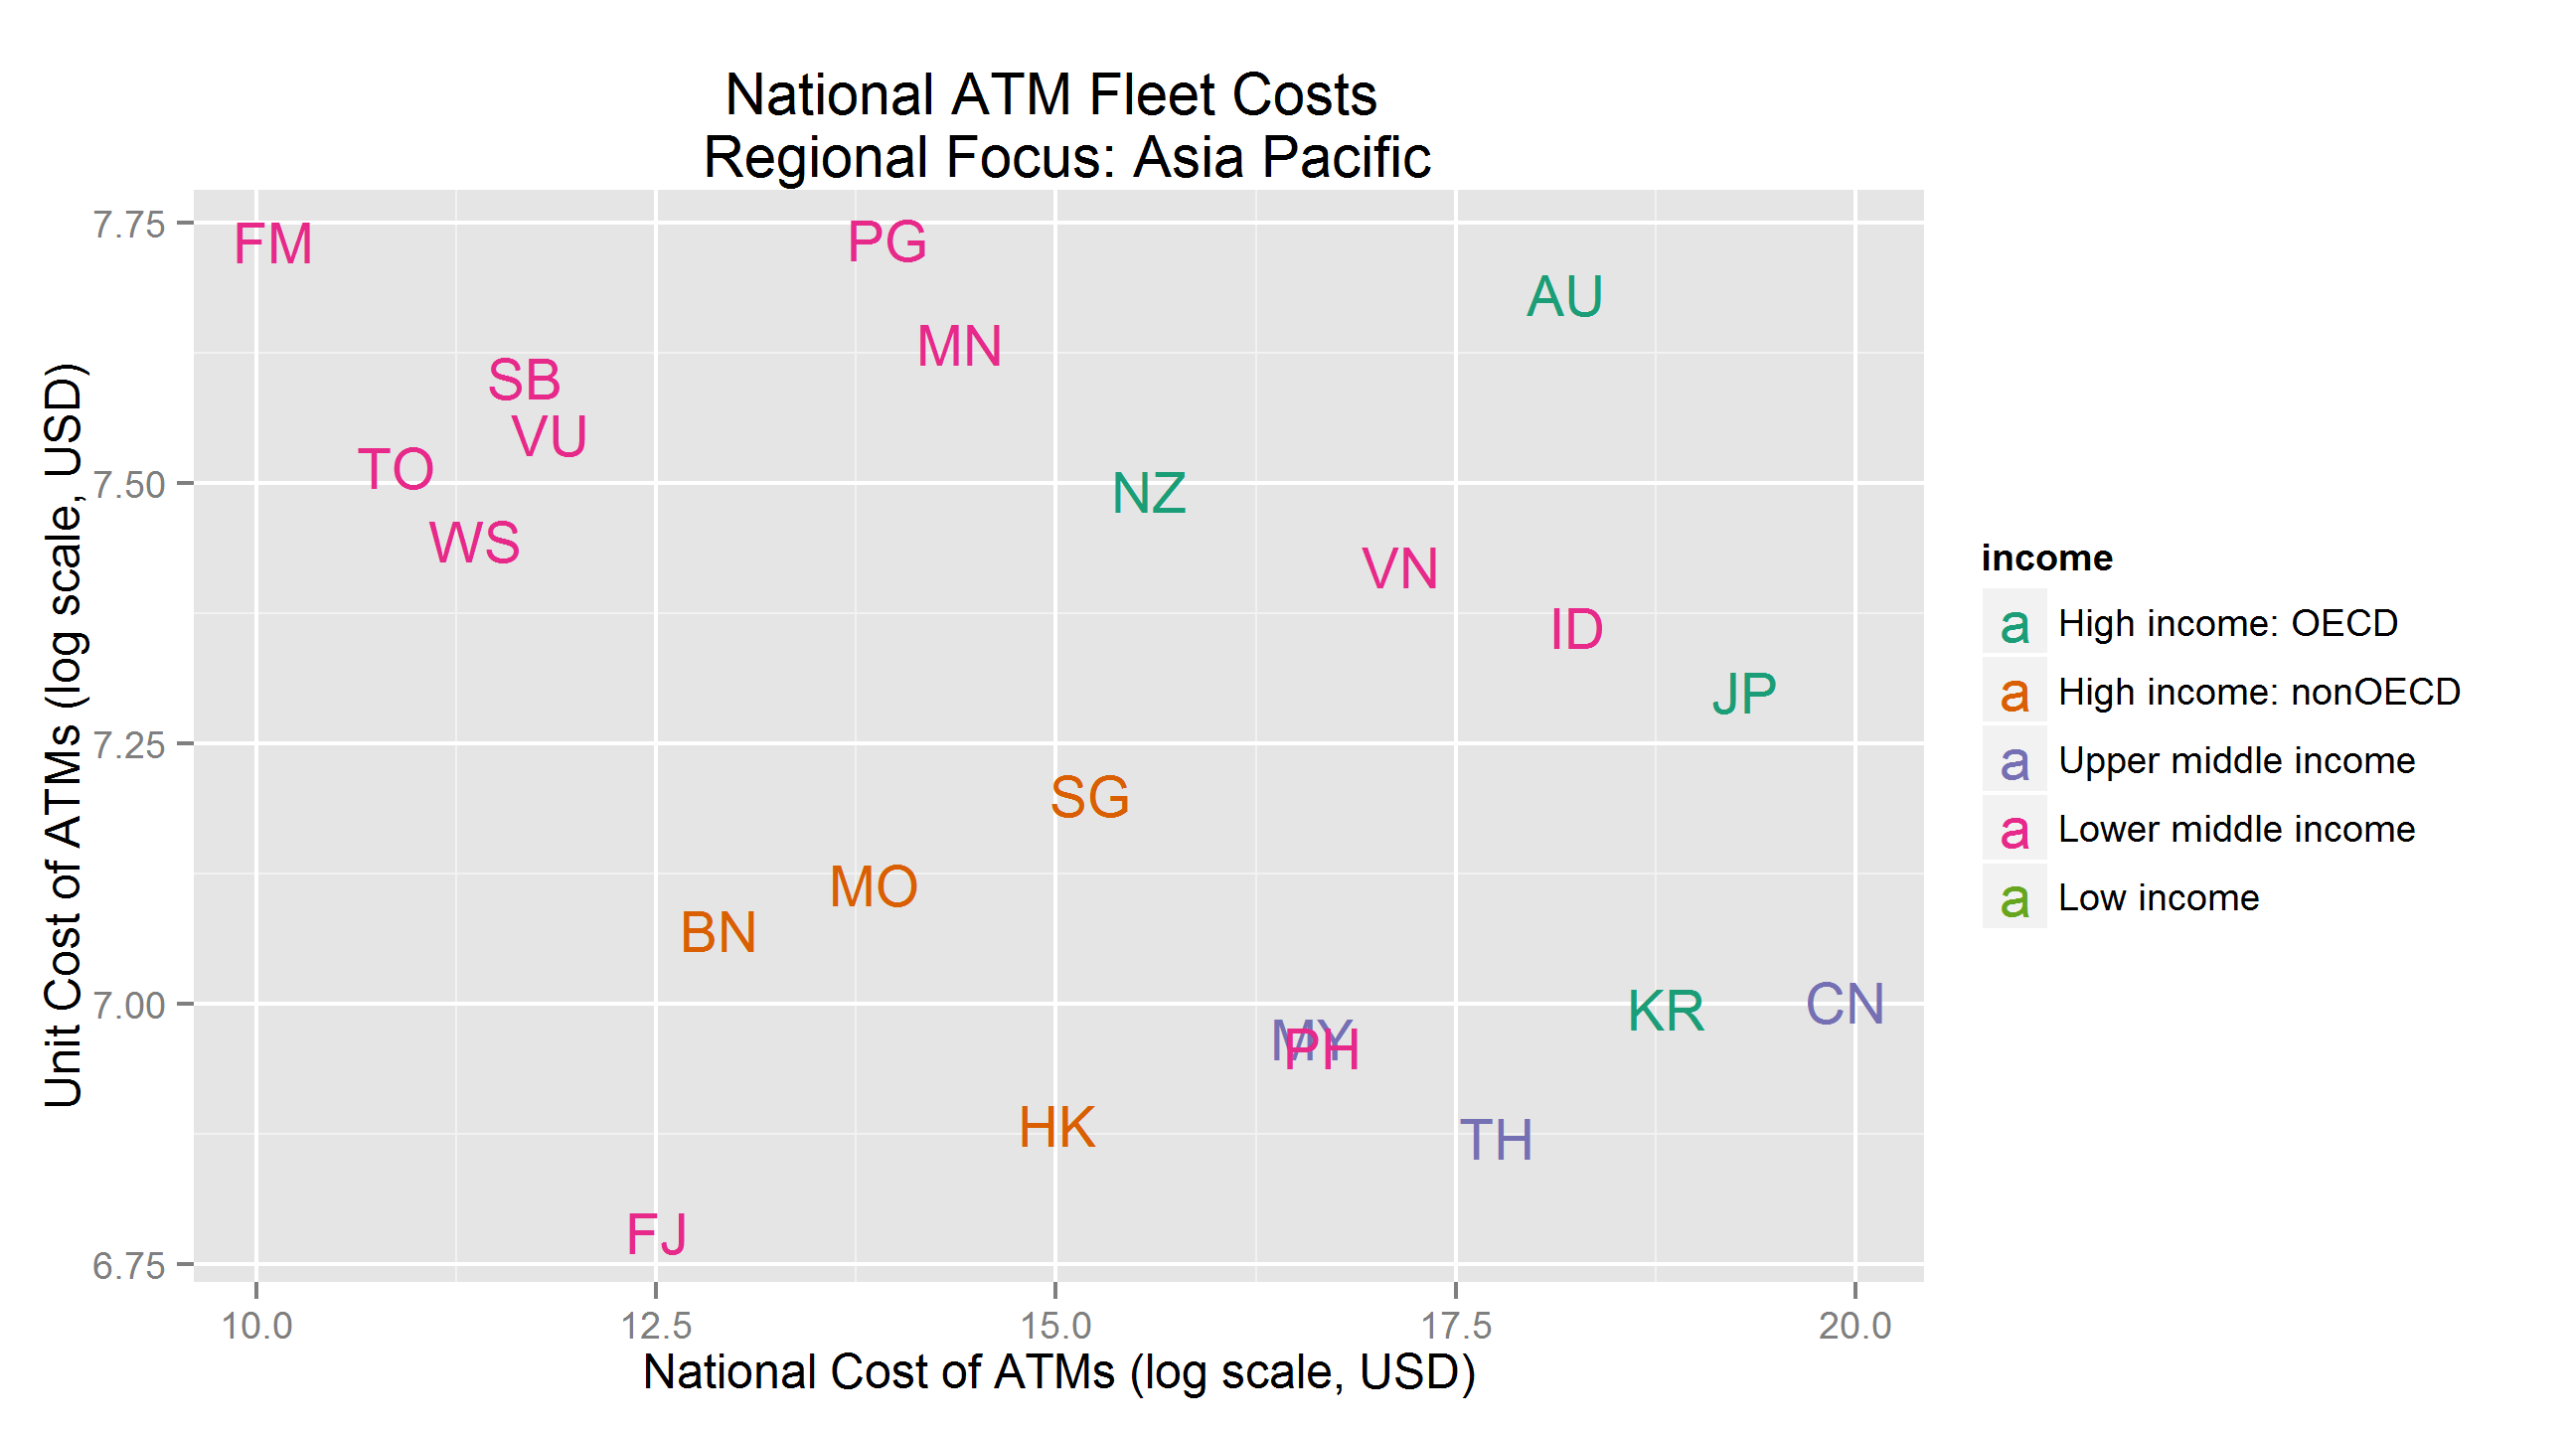 National ATM Fleet Costs
Regional Focus: Asia Pacific
Unit Cost of ATMs (log scale, USD)
7.75
7.50
7.25
7.00
6.75
FM
PG
AU
MN
SB
VU
TO
NZ
WS
VN
ID
JP
SG
MO
BN
KR
CN
MY
PH
HK
TH
FJ
10.0
12.5
15.0
17.5
20.0
National Cost of ATMs (log scale, USD)
income
a High income: OECD
a High income: nonOECD
a Upper middle income
a Lower middle income
a Low income